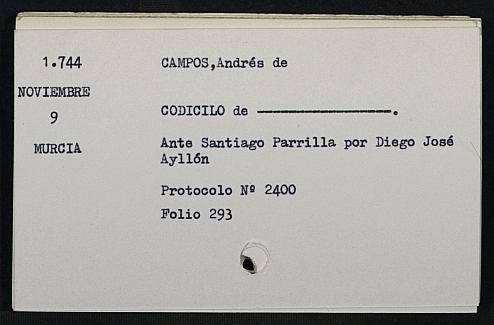 1.744
NOVIEMBRE
9
MURCIA
CAMPOS,Andrés de
CODICILO de ——————————.
Ante Santiago Parrilla por Diego José
Ayllón
Protocolo Nº 2400
Folio 293